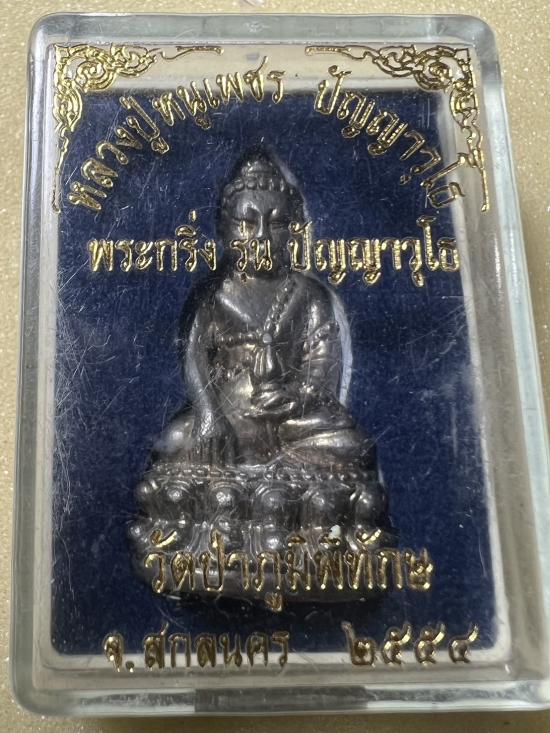 หลวงปู่หนูเพชร ปัญญาวุโธ
พระกริ่ง รุ่น ปัญญาวุโธ
วัดป่าภูมิพิทักษ์
จ.สกลนคร ๒๕๕๔